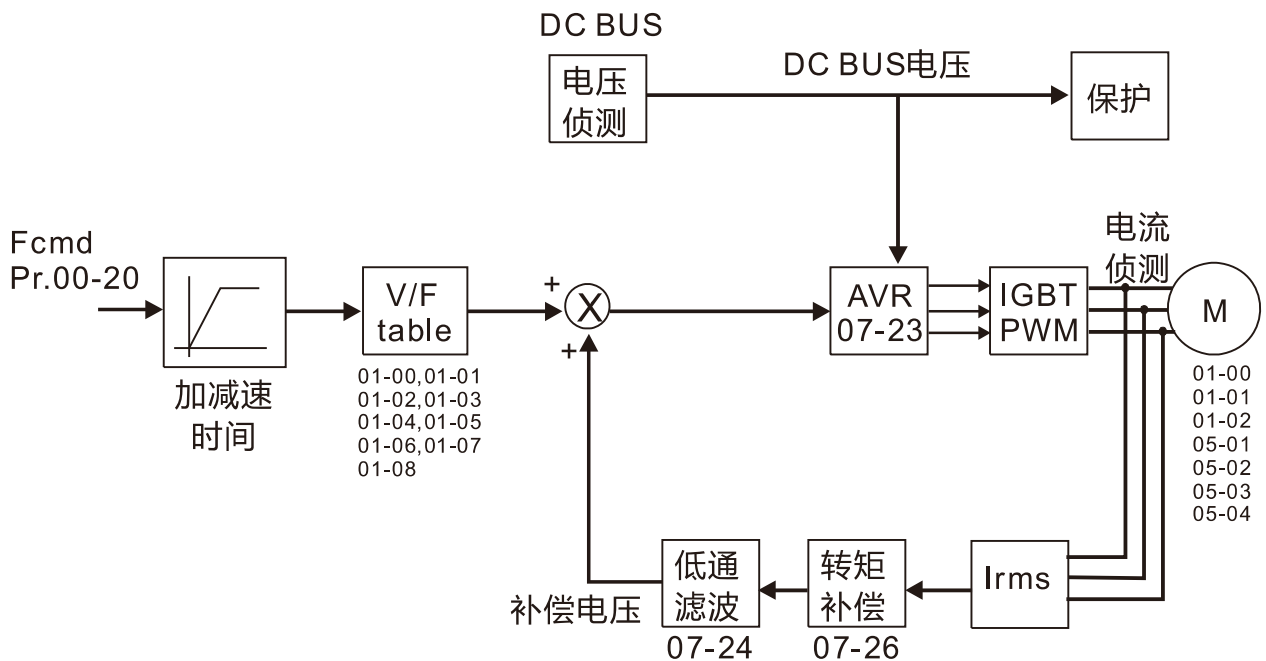 DC BUS
电压
侦测
DC BUS电压
保护
Fcmd
Pr.00-20
加减速
时间
V/F
table
01-00,01-01
01-02,01-03
01-04,01-05
01-06,01-07
01-08
+
X
+
AVR
07-23
IGBT
PWM
电流
侦测
M
01-00
01-01
01-02
05-01
05-02
05-03
05-04
Irms
转矩
补偿
07-26
低通
滤波
07-24
补偿电压